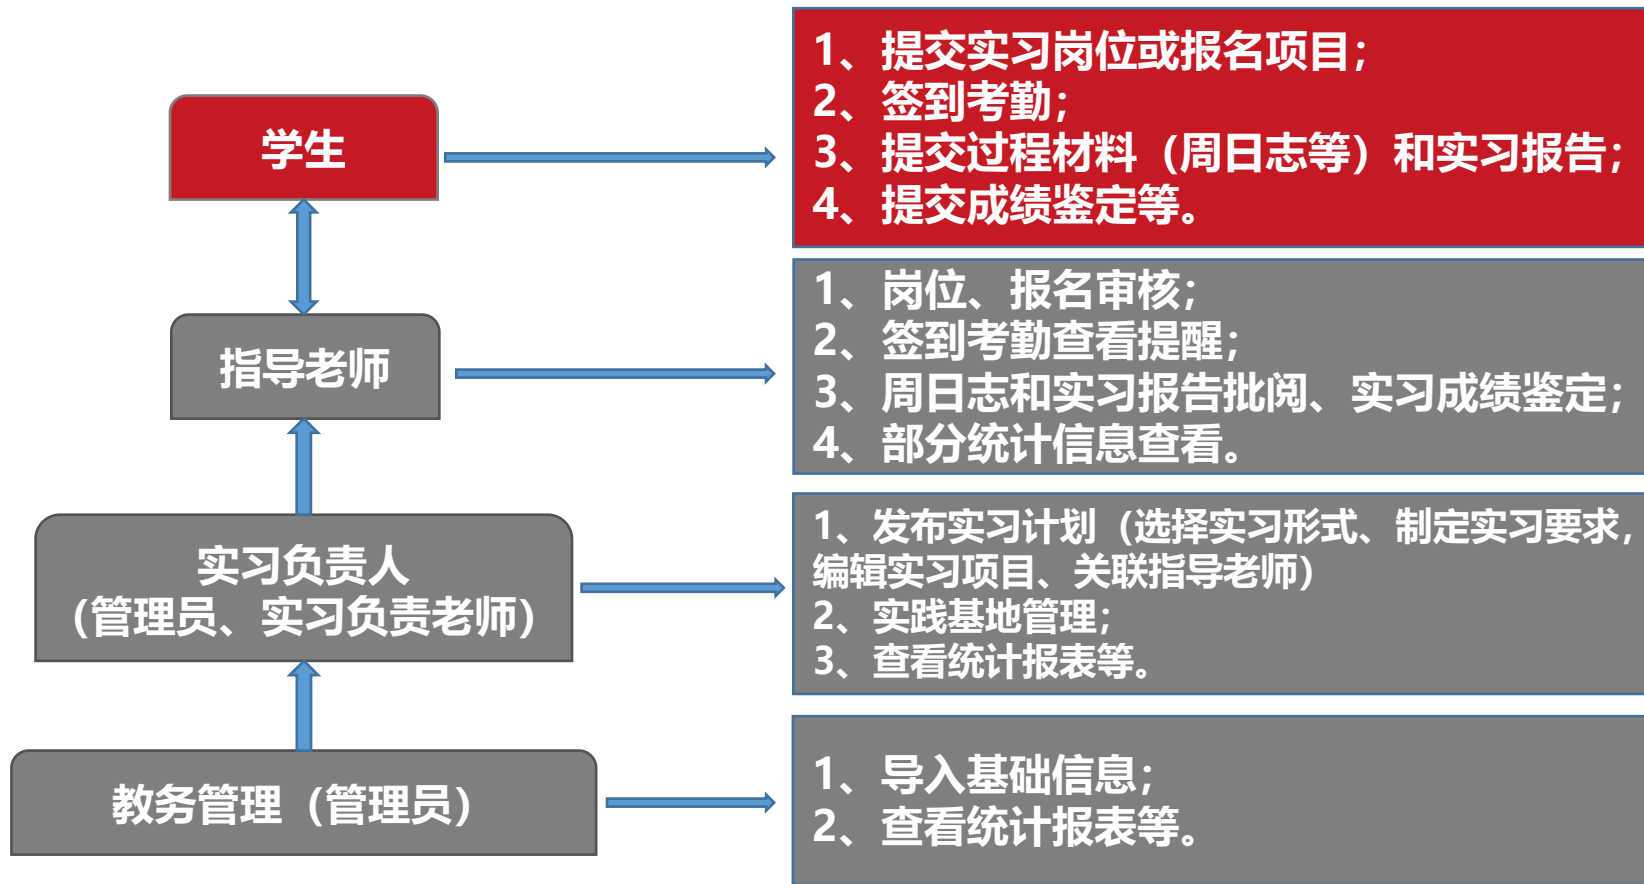 学生
1、提交实习岗位或报名项目；
2、签到考勤；
3、提交过程材料（周日志等）和实习报告；
4、提交成绩鉴定等。
指导老师
1、岗位、报名审核；
2、签到考勤查看提醒；
3、周日志和实习报告批阅、实习成绩鉴定；
4、部分统计信息查看。
实习负责人
（管理员、实习负责老师）
1、发布实习计划（选择实习形式、制定实习要求，
编辑实习项目、关联指导老师）
2、实践基地管理；
3、查看统计报表等。
教务管理（管理员）
1、导入基础信息；
2、查看统计报表等。